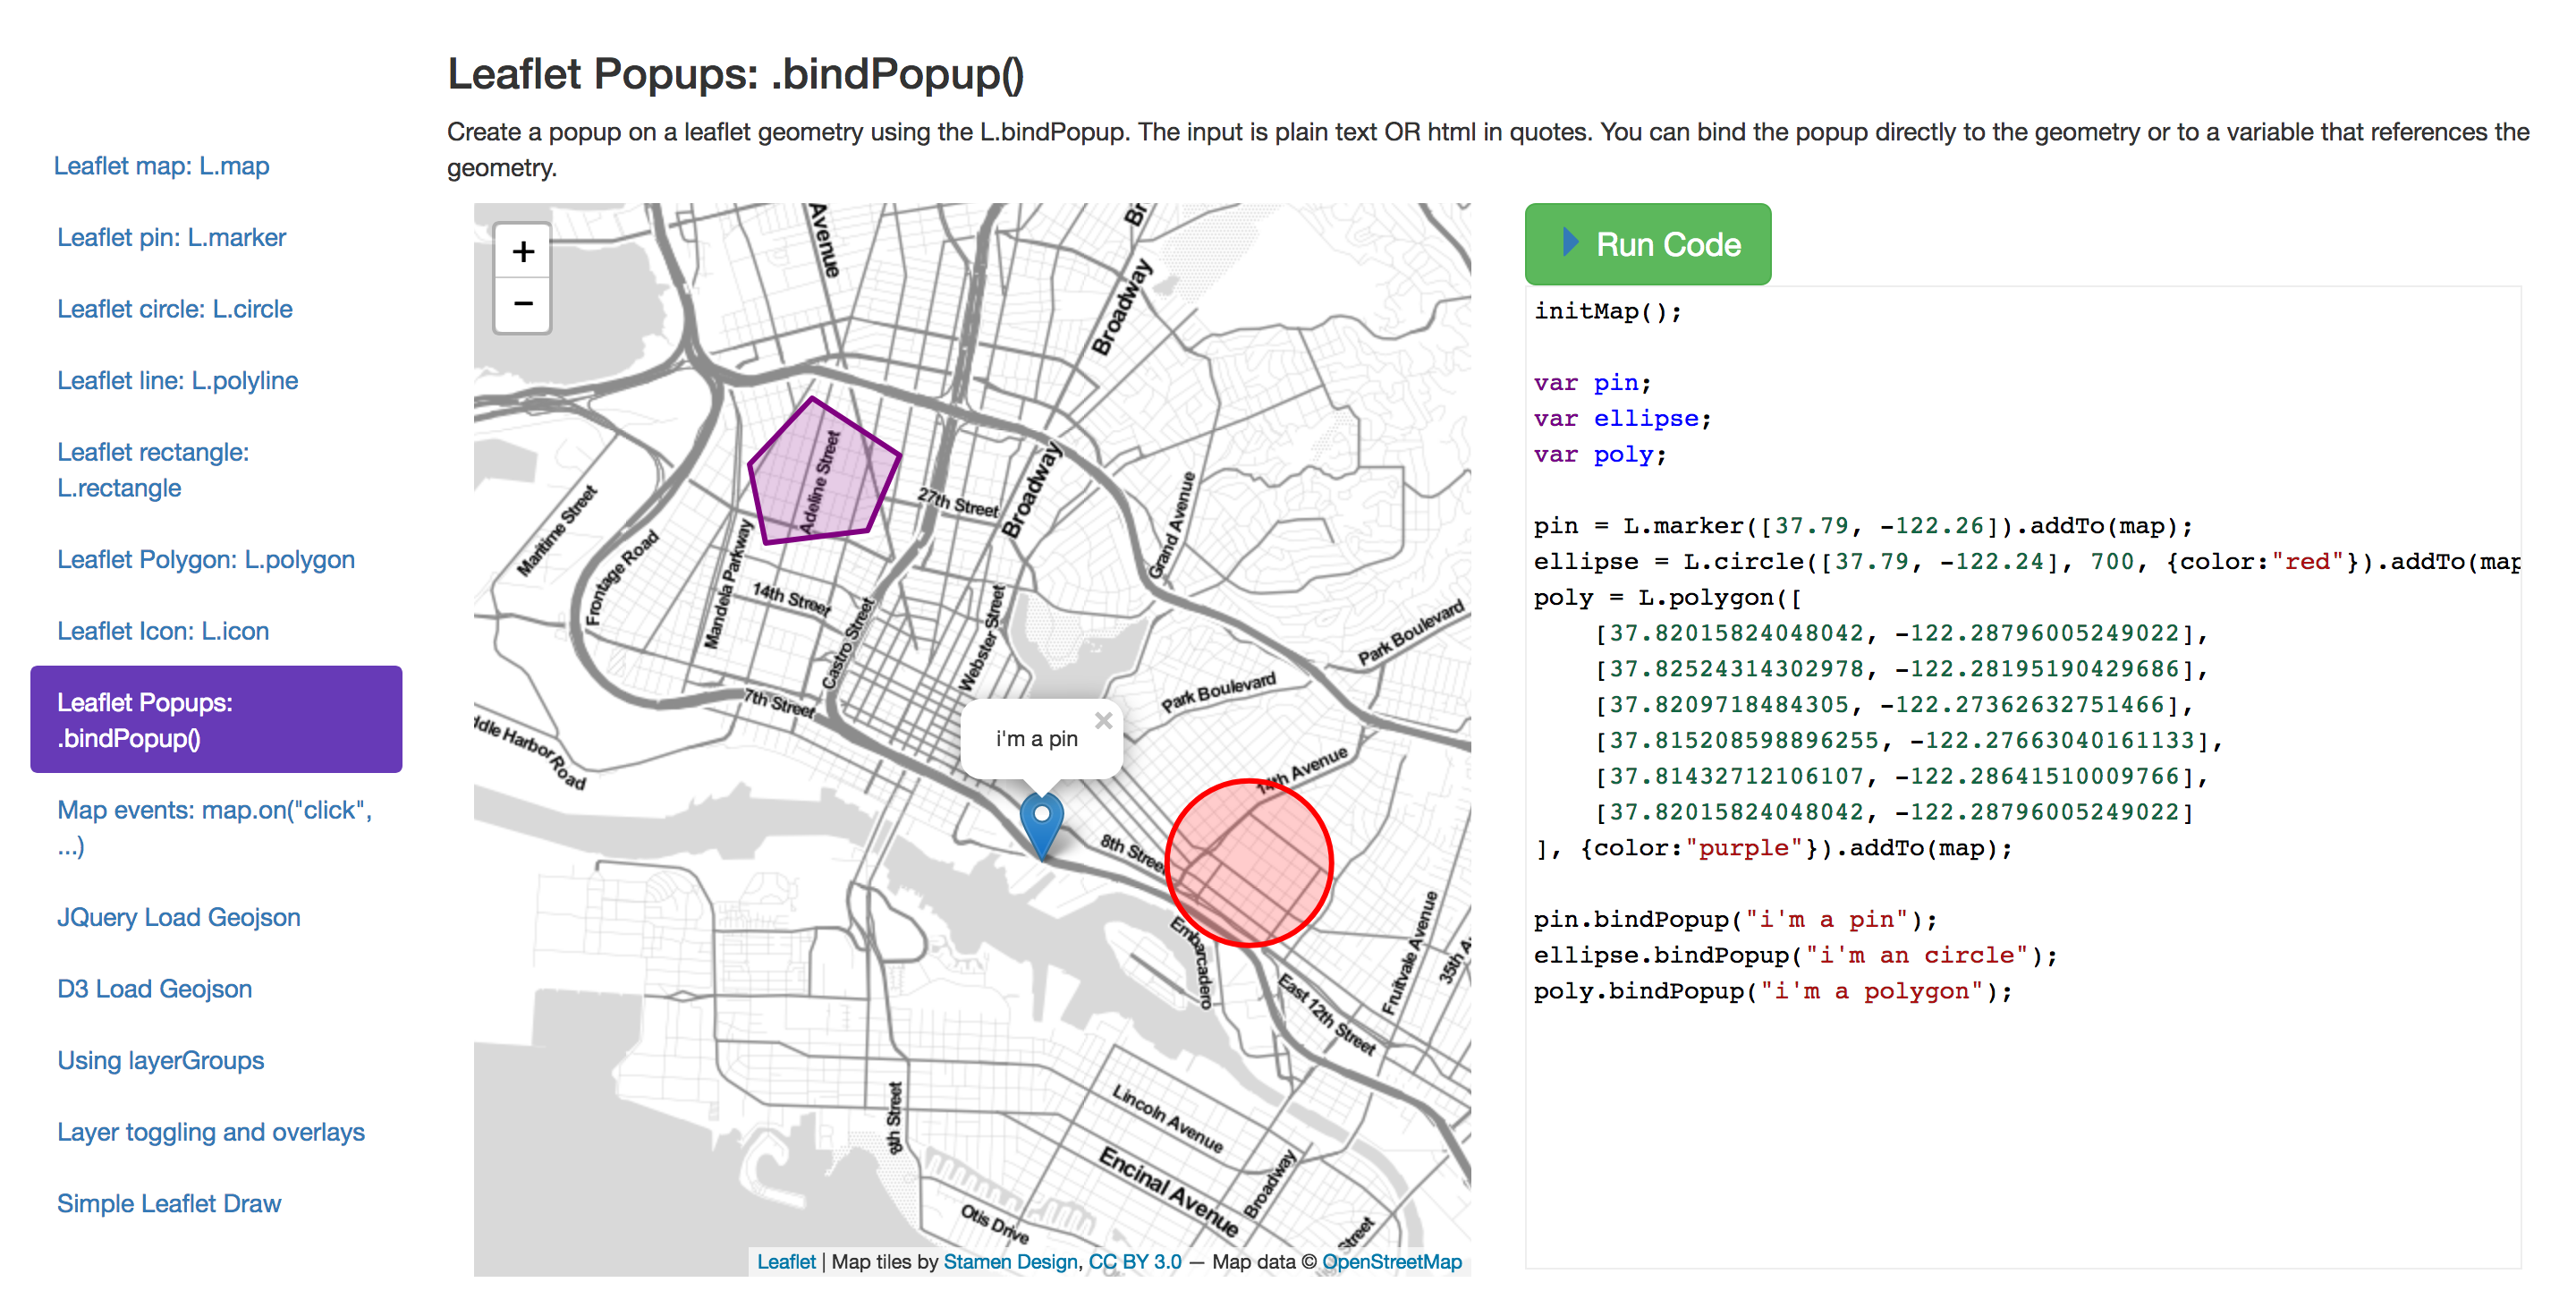 Leaflet Popups: .bindPopup()
Create a popup on a leaflet geometry using the L.bindPopup. The input is plain text OR html in quotes. You can bind the popup directly to the geometry or to a variable that references the
geometry.
Leaflet map: L.map
Leaflet pin: L.marker
Leaflet circle: L.circle
Leaflet line: L.polyline
Leaflet rectangle:
L.rectangle
Leaflet Polygon: L.polygon
Leaflet Icon: L.icon
Leaflet Popups:
.bindPopup()
Map events: map.on("click",
...)
JQuery Load Geojson
D3 Load Geojson
Using layerGroups
Layer toggling and overlays
Simple Leaflet Draw
+
−
Avenue
Br
Broadway
Adeline Street
27th Street
Broadway
Grand Avenue
Maritime Street
Frontage Road
Mandela Parkway
14th Street
Castro Street
Webster Street
Park Boulevard
Park Boulevard
7th Street
ddle Harbor Road
i'm a pin
×
14th Avenue
8th Street
Embarcadero
Fruitvale Avenue
35th A
East 12th Street
8th Street
Lincoln Avenue
Encinal Avenue
Broadway
Otis Drive
Street
Leaflet | Map tiles by Stamen Design, CC BY 3.0 — Map data © OpenStreetMap
Run Code
initMap();
var pin;
var ellipse;
var poly;
pin = L.marker([37.79, -122.26]).addTo(map);
ellipse = L.circle([37.79, -122.24], 700, {color:"red"}).addTo(map
poly = L.polygon([
[37.82015824048042, -122.28796005249022],
[37.82524314302978, -122.28195190429686],
[37.8209718484305, -122.27362632751466],
[37.815208598896255, -122.27663040161133],
[37.81432712106107, -122.28641510009766],
[37.82015824048042, -122.28796005249022]
], {color:"purple"}).addTo(map);
pin.bindPopup("i'm a pin");
ellipse.bindPopup("i'm an circle");
poly.bindPopup("i'm a polygon");